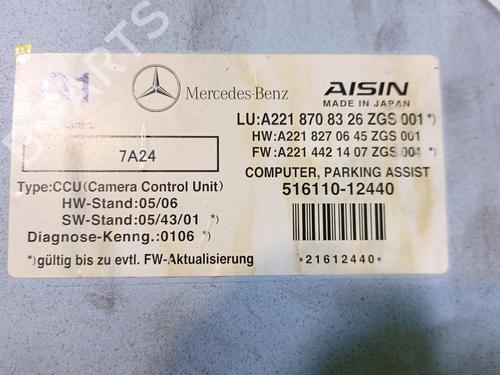 Q1
Mercedes-Benz
AISIN
MADE IN JAPAN
LU:A221 870 83 26 ZGS 001 *)
HW:A221 827 06 45 ZGS 001
FW:A221 442 14 07 ZGS 004 *)
7A24
COMPUTER, PARKING ASSIST
516110-12440
Type:CCU(Camera Control Unit)
HW-Stand:05/06
SW-Stand:05/43/01 *)
Diagnose-Kenng.:0106 *)
*)gültig bis zu evtl. FW-Aktualisierung
*21612440*